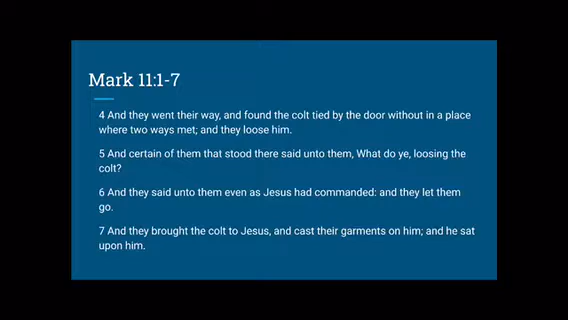 Mark 11:1-7
4 And they went their way, and found the colt tied by the door without in a place
where two ways met; and they loose him.
5 And certain of them that stood there said unto them, What do ye, loosing the
colt?
6 And they said unto them even as Jesus had commanded: and they let them
go.
7 And they brought the colt to Jesus, and cast their garments on him; and he sat
upon him.